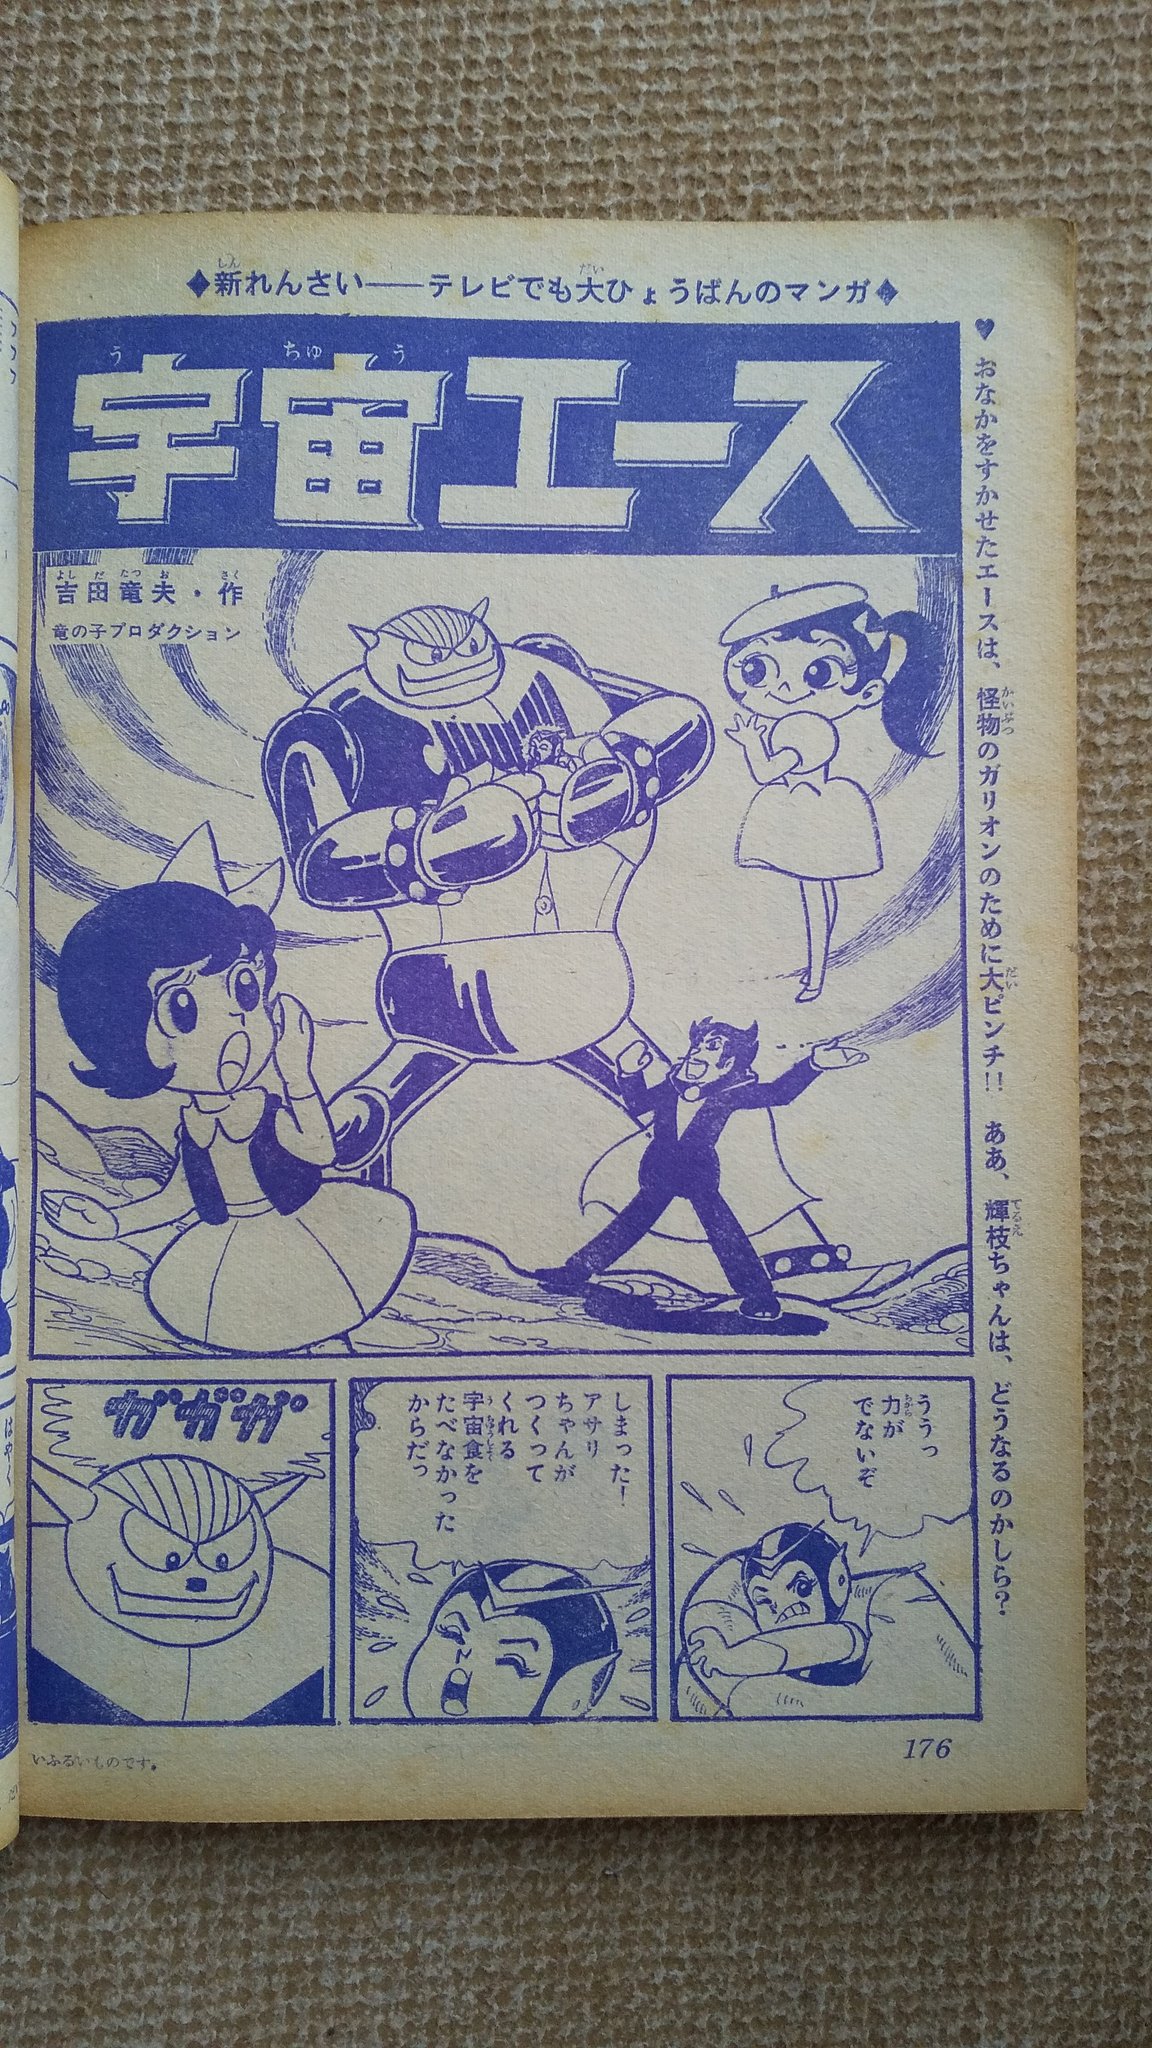 ◆新れんさい――テレビでも大ひょうばんのマンガ◆
宇宙エース
吉田竜夫・作
竜の子プロダクション
♥おなかをすかせたエースは、怪物のガリオンのために大ピンチ!! ああ、輝枝ちゃんは、どうなるのかしら?
ううっ
力が
でないぞ
しまった!
アサリ
ちゃんが
つくって
くれる
宇宙食を
たべなかった
からだっ
ガガガ
176
いふるいものです。
はやく